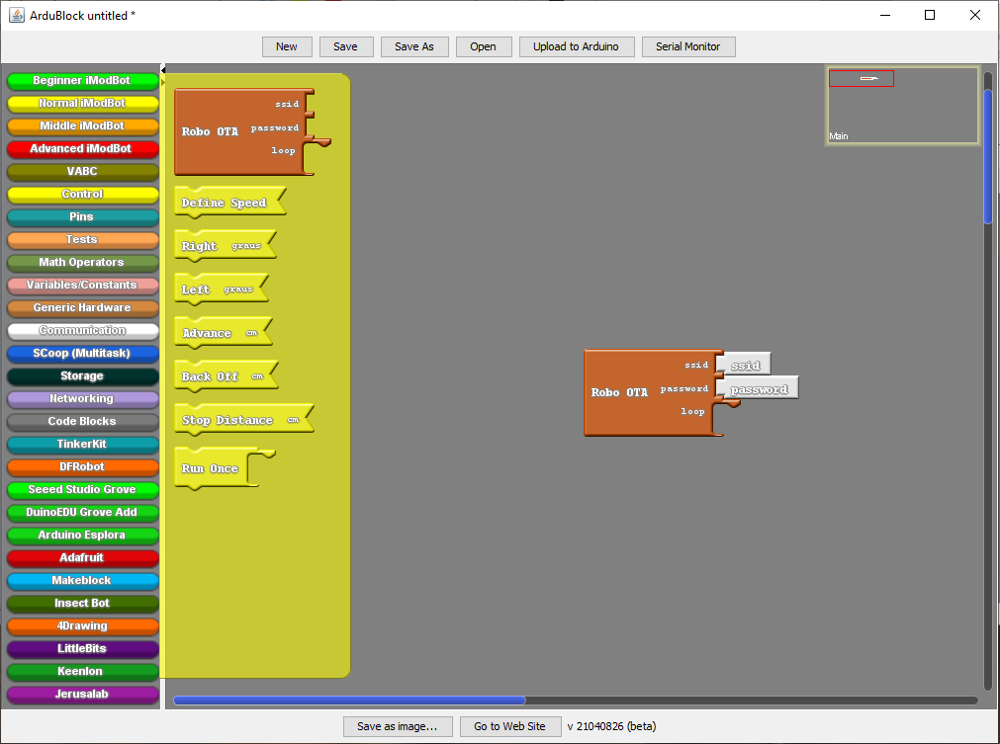 ArduBlock untitled *
New
Save
Save As
Open
Upload to Arduino
Serial Monitor
Beginner iModBot
Normal iModBot
Middle iModBot
Advanced iModBot
VABC
Control
Pins
Tests
Math Operators
Variables/Constants
Generic Hardware
Communication
SCoop (Multitask)
Storage
Networking
Code Blocks
TinkerKit
DFRobot
Seeed Studio Grove
DuinoEDU Grove Add
Arduino Esplora
Adafruit
Makeblock
Insect Bot
4Drawing
LittleBits
Keenlon
Jerusalab
ssid
Robo OTA password
loop
Define Speed
Right graus
Left graus
Advance cm
Back Off cm
Stop Distance cm
Run Once
Main
ssid ssid
Robo OTA password password
loop
Save as image...
Go to Web Site
v 21040826 (beta)